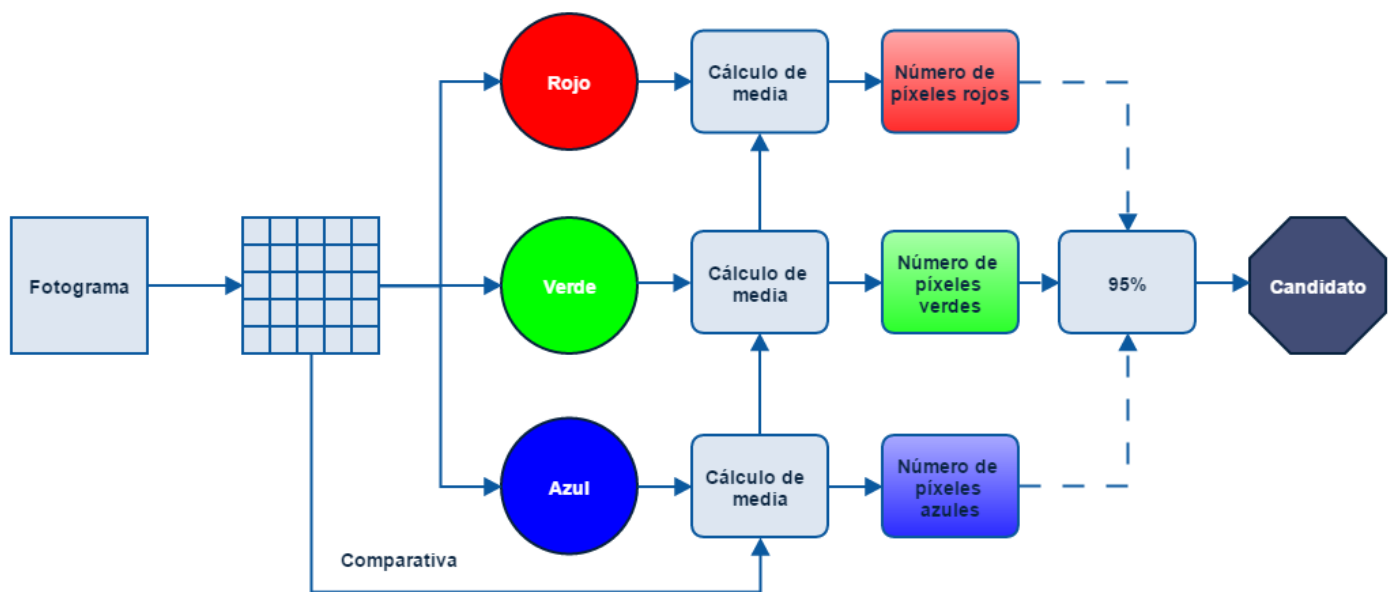 Fotograma
Rojo
Cálculo de
media
Número de
píxeles rojos
Verde
Cálculo de
media
Número de
píxeles
verdes
95%
Candidato
Azul
Cálculo de
media
Número de
píxeles
azules
Comparativa